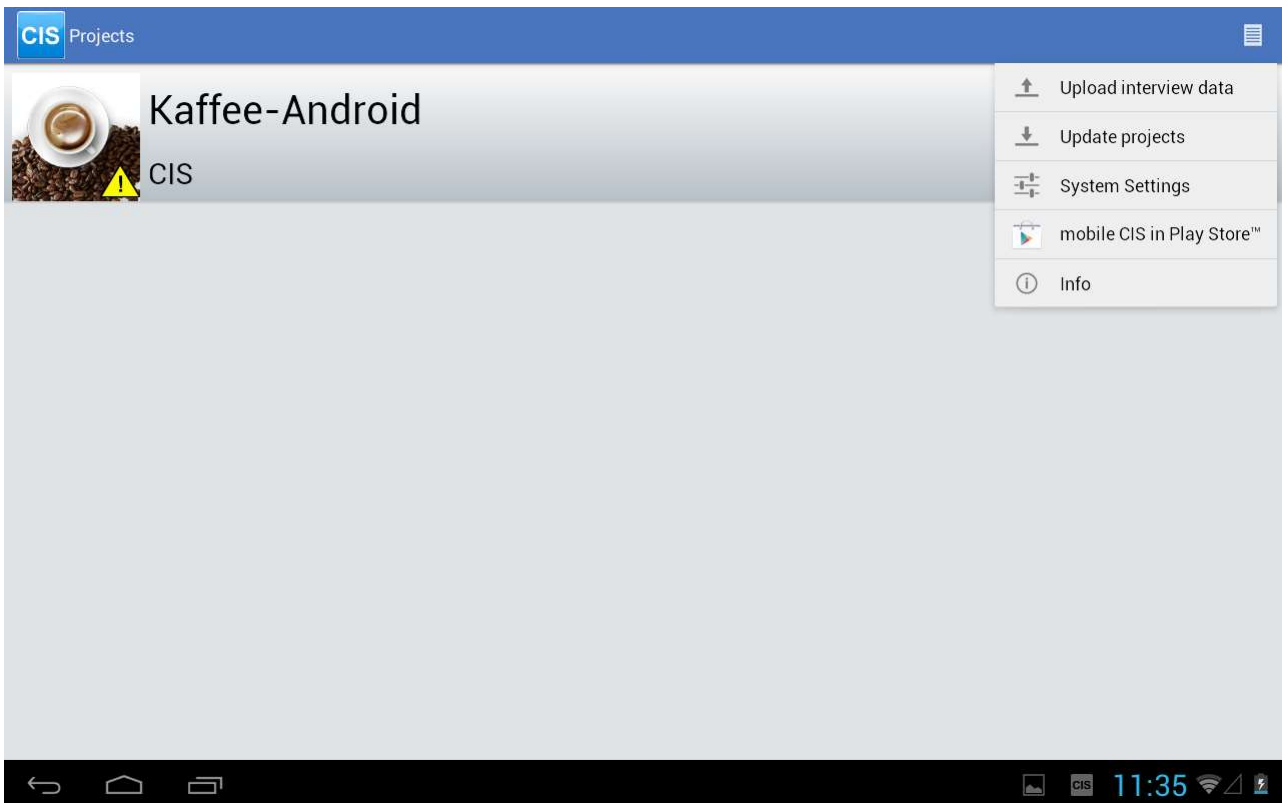 CIS Projects
Kaffee-Android
CIS
Upload interview data
Update projects
System Settings
mobile CIS in Play Store™
Info
CIS 11:35